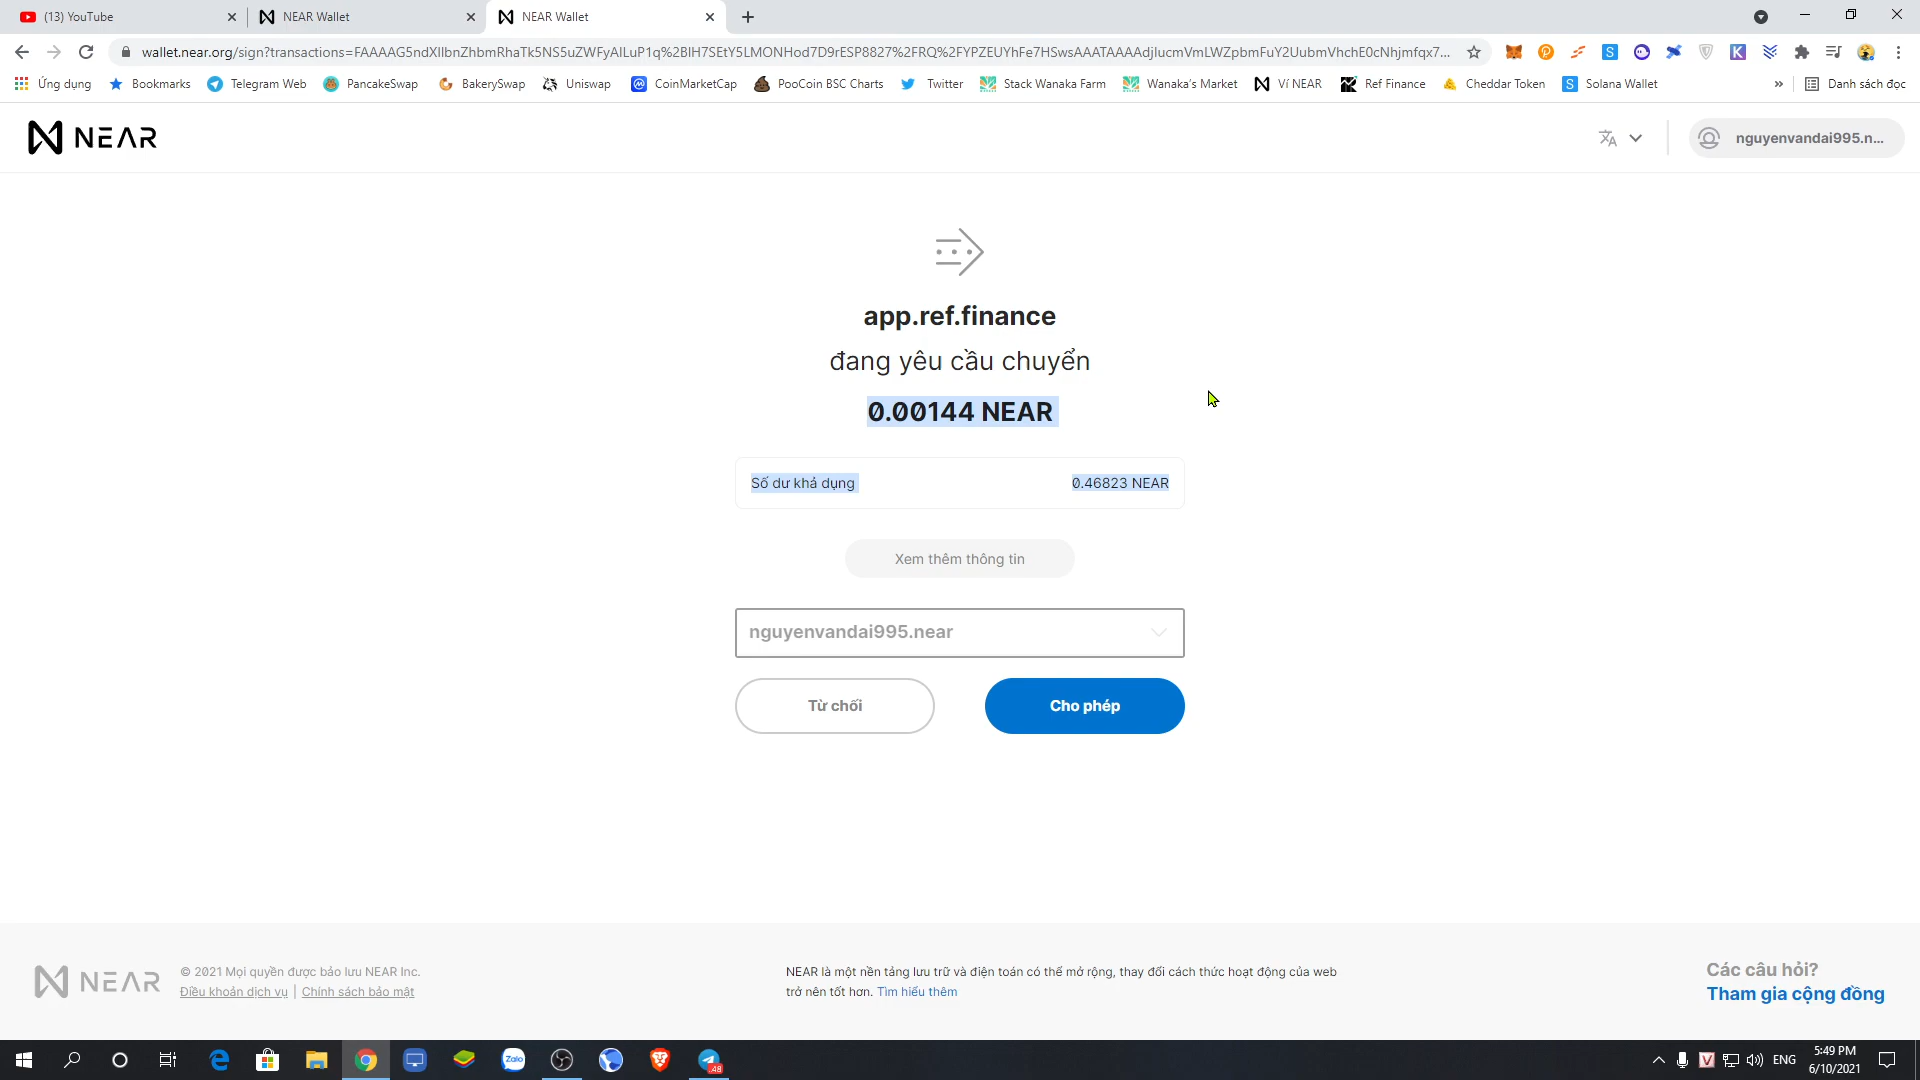 (13) YouTube
NEAR Wallet
NEAR Wallet
wallet.near.org/sign?transactions=FAAAAG5ndXllbnZhbmRhaTk5NS5uZWFyAILuP1q%2BIH7SEtY5LMONHod7D9rESP8827%2FRQ%2FYPZEUYhFe7HSwsAAATAAAAdjIucmVmLWZpbmFuY2UubmVhchE0cNhjmfqx7...
Ứng dụng
Bookmarks
Telegram Web
PancakeSwap
BakerySwap
Uniswap
CoinMarketCap
PooCoin BSC Charts
Twitter
Stack Wanaka Farm
Wanaka's Market
Ví NEAR
Ref Finance
Cheddar Token
Solana Wallet
»
Danh sách đọc
NEAR
nguyenvandai995.n...
app.ref.finance
đang yêu cầu chuyển
0.00144 NEAR
Số dư khả dụng
0.46823 NEAR
Xem thêm thông tin
nguyenvandai995.near
Từ chối
Cho phép
NEAR
© 2021 Mọi quyền được bảo lưu NEAR Inc.
Điều khoản dịch vụ | Chính sách bảo mật
NEAR là một nền tảng lưu trữ và điện toán có thể mở rộng, thay đổi cách thức hoạt động của web
trở nên tốt hơn. Tìm hiểu thêm
Các câu hỏi?
Tham gia cộng đồng
Zalo
.48
ENG
5:49 PM
6/10/2021